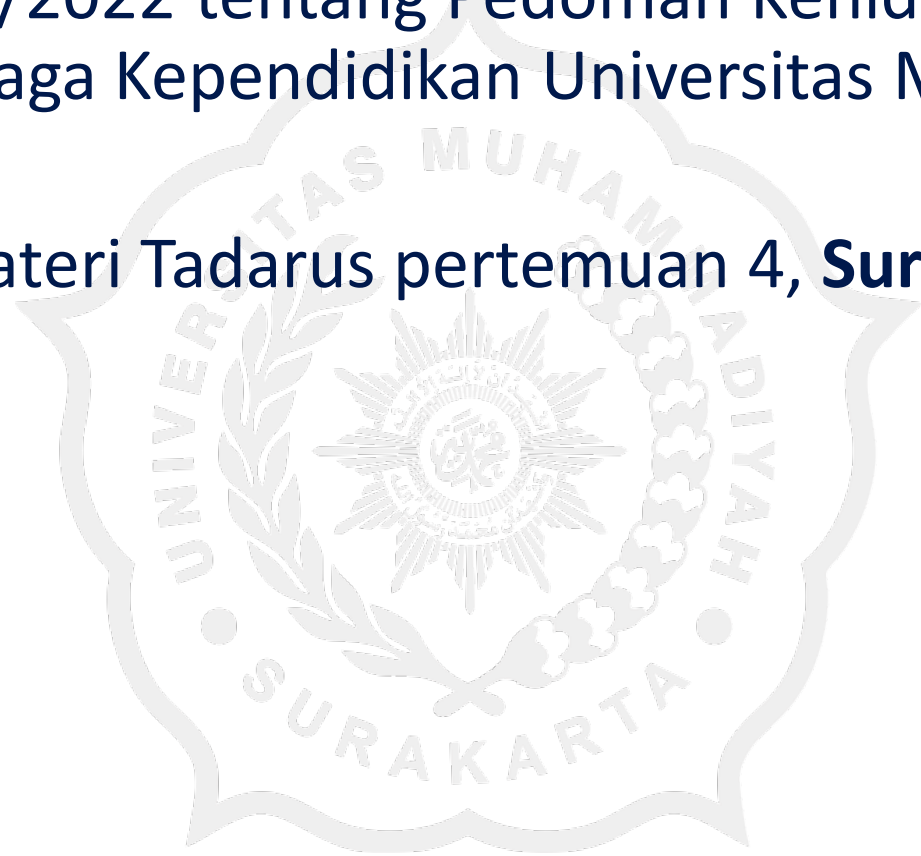 /2022 tentang Pedoman Kehid
aga Kependidikan Universitas M
ateri Tadarus pertemuan 4, Sur
UNIVERSITAS MUHAMMADIYAH
SURAKARTA